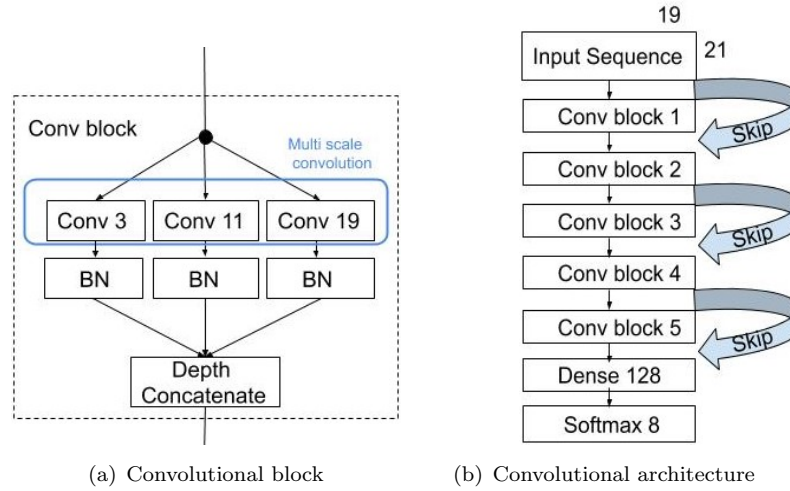 Conv block
Multi scale
convolution
Conv 3
Conv 11
Conv 19
BN
BN
BN
Depth
Concatenate
(a) Convolutional block
19
Input Sequence
21
Conv block 1
Skip
Conv block 2
Conv block 3
Skip
Conv block 4
Conv block 5
Skip
Dense 128
Softmax 8
(b) Convolutional architecture